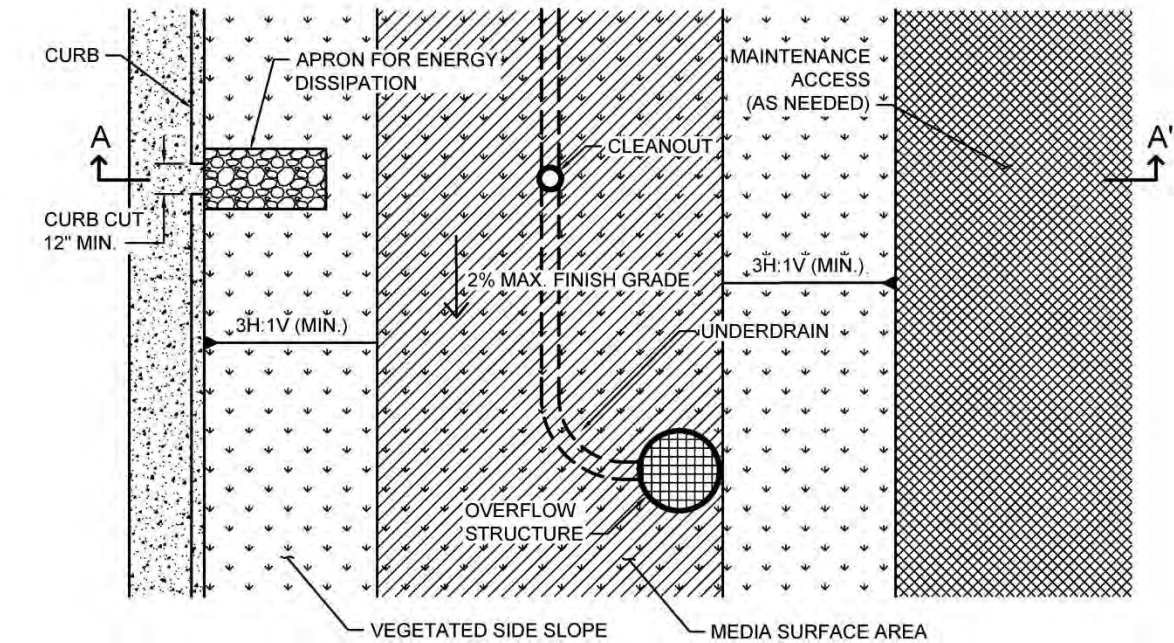 CURB
APRON FOR ENERGY
DISSIPATION
MAINTENANCE
ACCESS
(AS NEEDED)
A
A'
CLEANOUT
CURB CUT
12" MIN.
2% MAX. FINISH GRADE
3H:1V (MIN.)
3H:1V (MIN.)
UNDERDRAIN
OVERFLOW
STRUCTURE
VEGETATED SIDE SLOPE
MEDIA SURFACE AREA